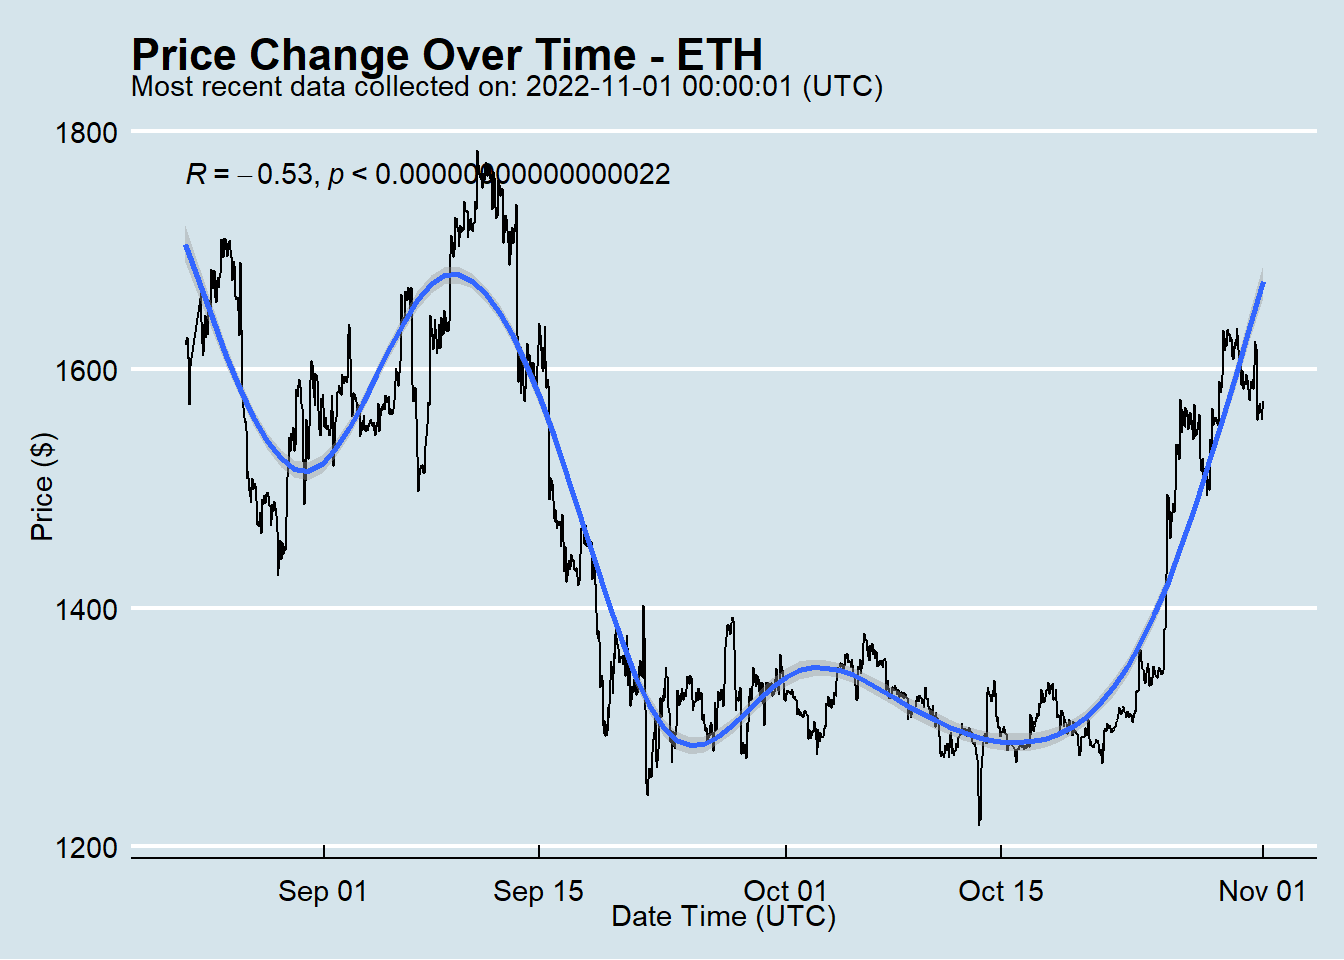 Price Change Over Time - ETH
Most recent data collected on: 2022-11-01 00:00:01 (UTC)
R = −0.53, p < 0.00000000000000022
1800
1600
1400
1200
Price ($)
Sep 01
Sep 15
Oct 01
Oct 15
Nov 01
Date Time (UTC)